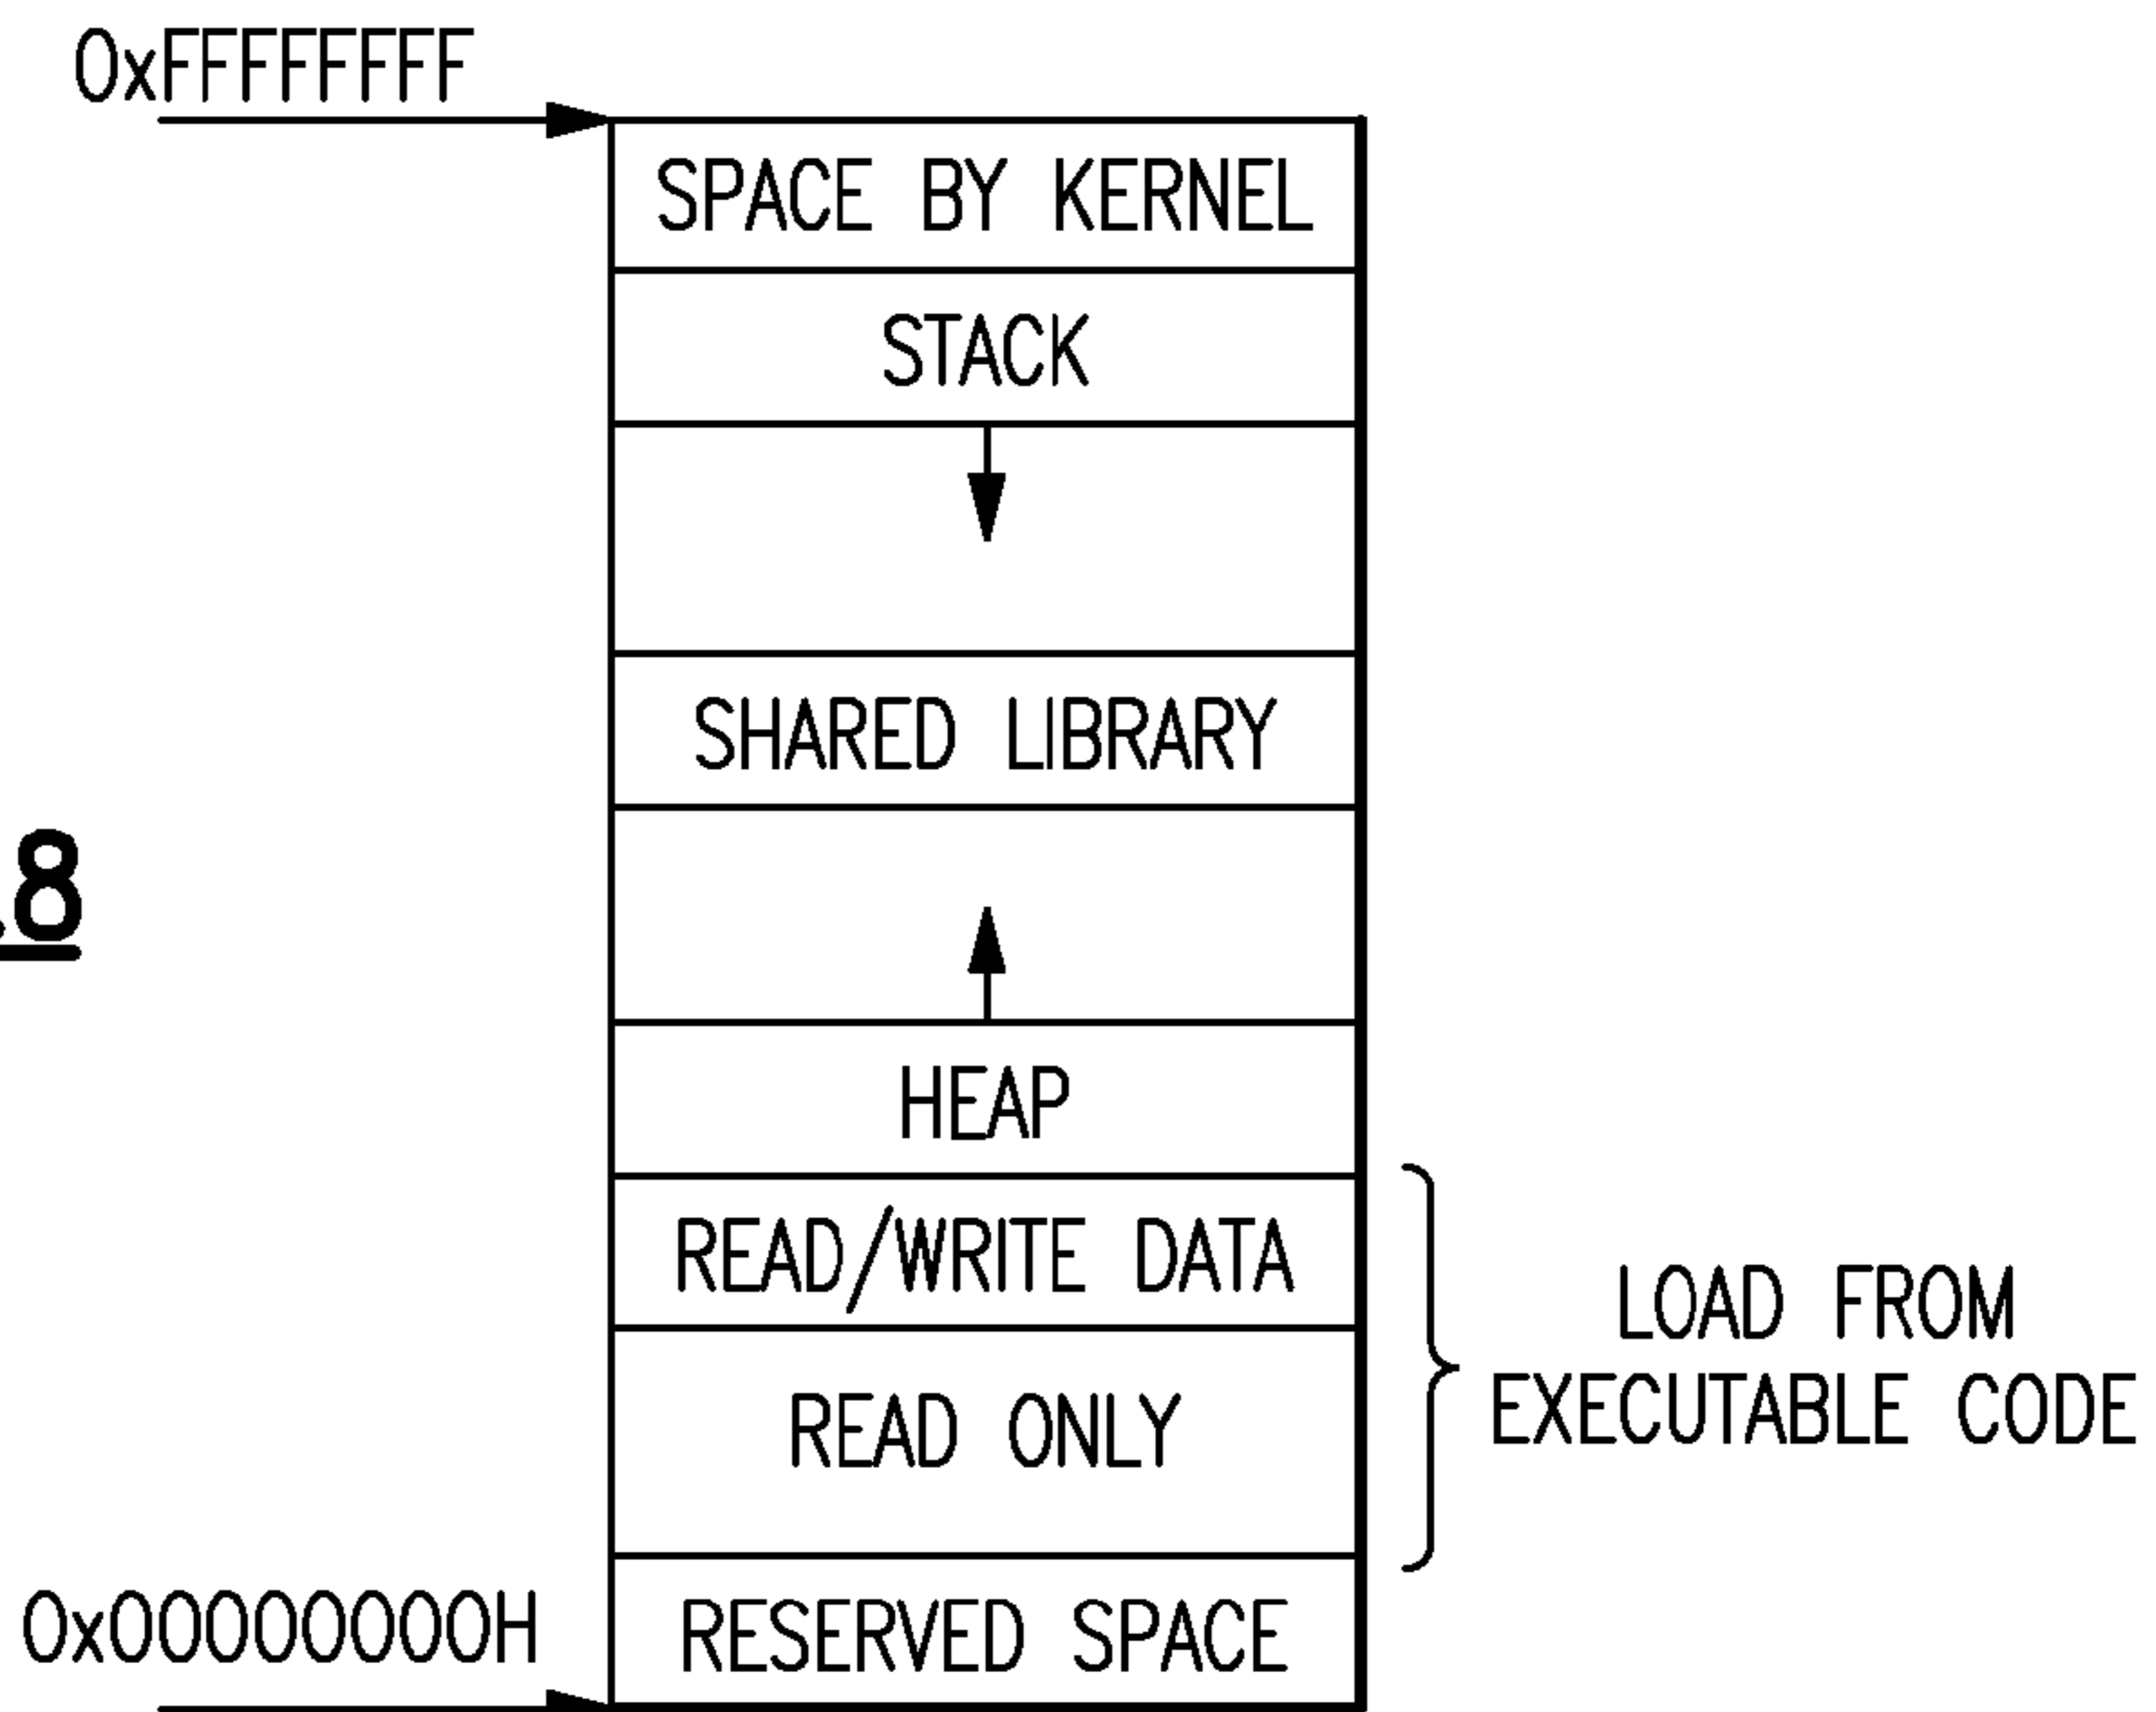 0xFFFFFFFF
SPACE BY KERNEL
STACK
SHARED LIBRARY
8
HEAP
READ/WRITE DATA
READ ONLY
LOAD FROM
EXECUTABLE CODE
0x00000000H
RESERVED SPACE